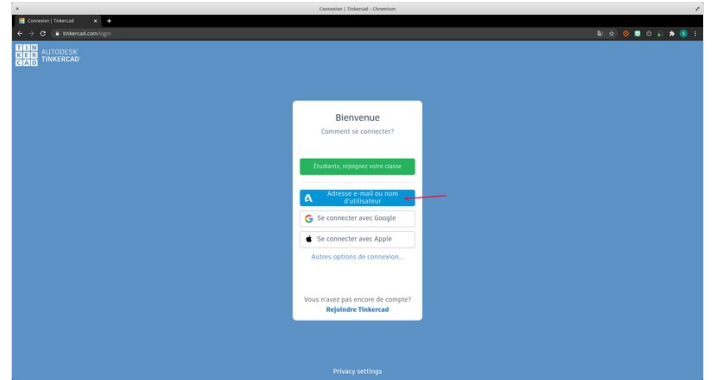 Connexion | Tinkercad - Chromium
Connexion | Tinkercad
tinkercad.com/login
TIN
KER
CAD
AUTODESK
TINKERCAD
Bienvenue
Comment se connecter?
Étudiants, rejoignez votre classe
Adresse e-mail ou nom
d'utilisateur
Se connecter avec Google
Se connecter avec Apple
Autres options de connexion...
Vous n'avez pas encore de compte?
Rejoindre Tinkercad
Privacy settings